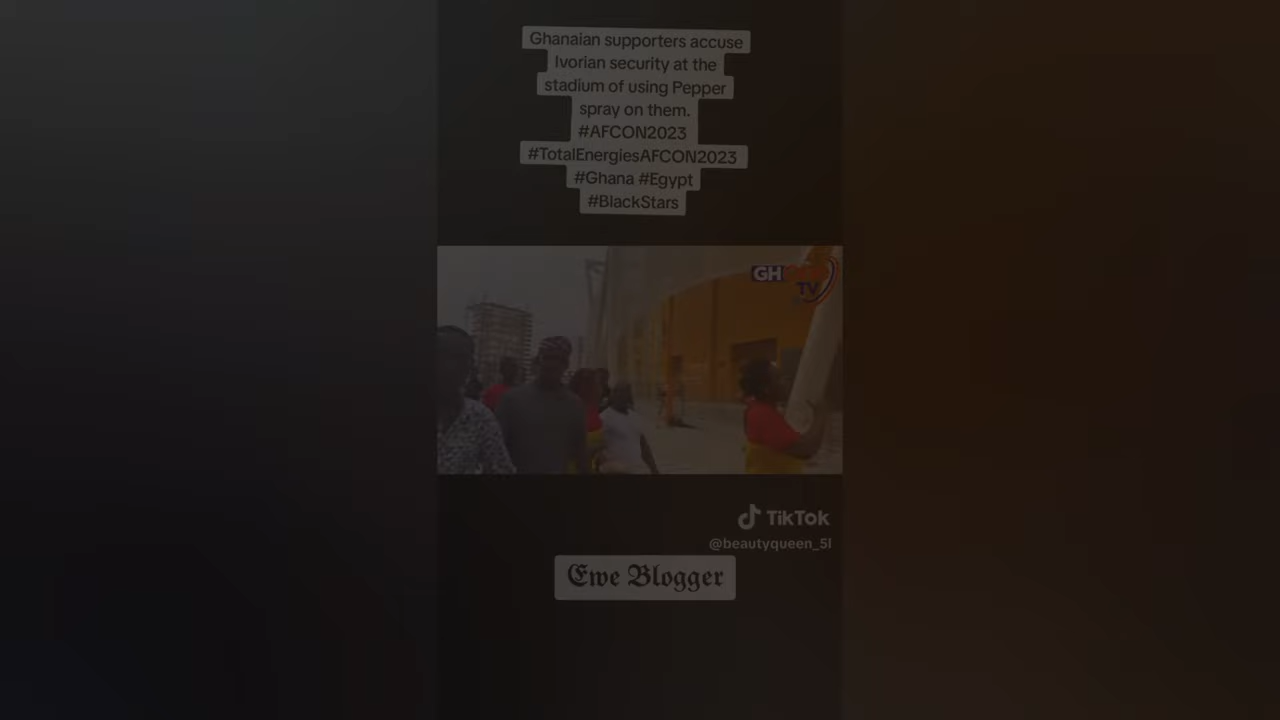 Ghanaian supporters accuse
Ivorian security at the
stadium of using Pepper
spray on them.
#AFCON2023
#TotalEnergiesAFCON2023
#Ghana #Egypt
#BlackStars
GH
TV
TikTok
@beautyqueen_5l
Ewe Blogger